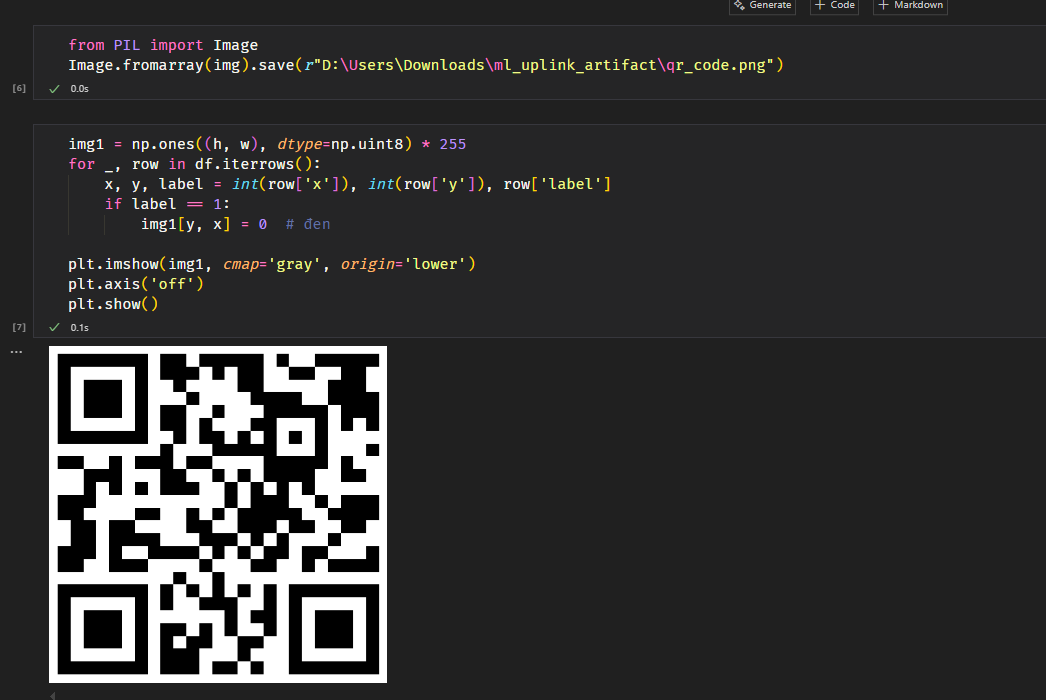 Generate + Code + Markdown
from PIL import Image
Image.fromarray(img).save(r"D:\Users\Downloads\ml_uplink_artifact\qr_code.png")
[6] ✓ 0.0s
img1 = np.ones((h, w), dtype=np.uint8) * 255
for _, row in df.iterrows():
    x, y, label = int(row['x']), int(row['y']), row['label']
    if label == 1:
        img1[y, x] = 0  # đen
plt.imshow(img1, cmap='gray', origin='lower')
plt.axis('off')
plt.show()
[7] ✓ 0.1s
...